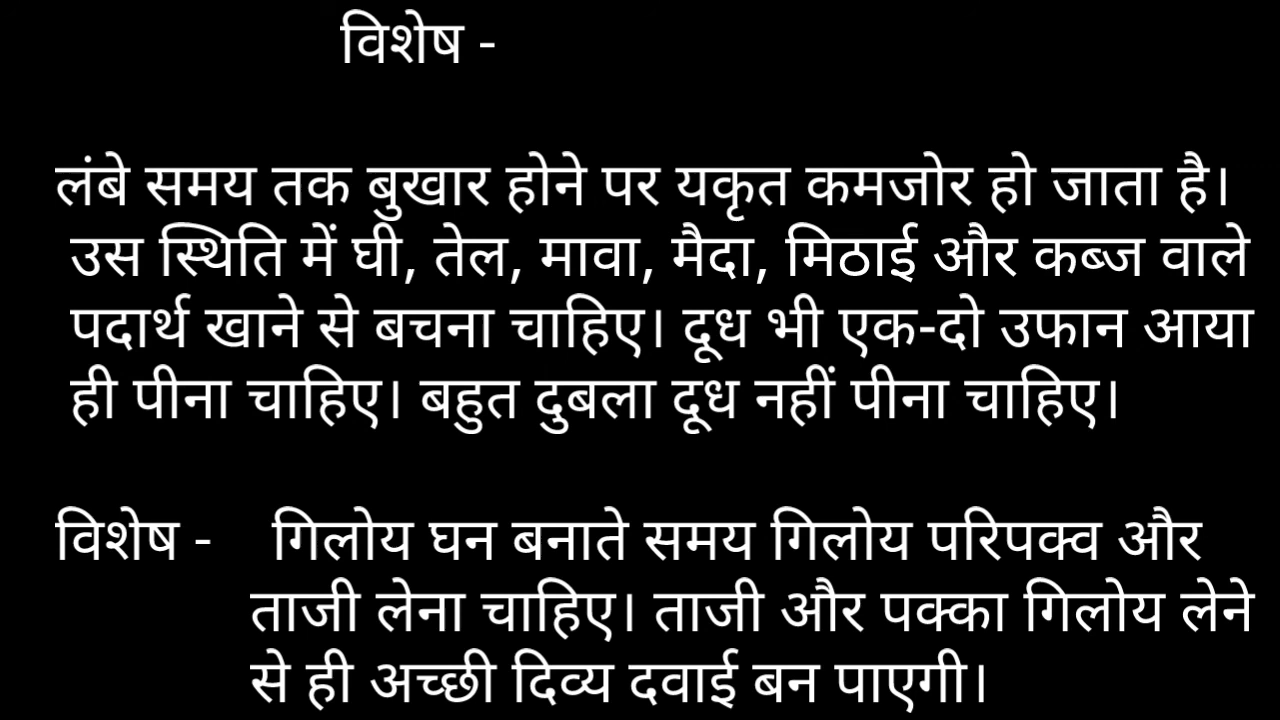 विशेष -
लंबे समय तक बुखार होने पर यकृत कमजोर हो जाता है।
उस स्थिति में घी, तेल, मावा, मैदा, मिठाई और कब्ज वाले
पदार्थ खाने से बचना चाहिए। दूध भी एक-दो उफान आया
ही पीना चाहिए। बहुत दुबला दूध नहीं पीना चाहिए।
विशेष - गिलोय घन बनाते समय गिलोय परिपक्व और
ताजी लेना चाहिए। ताजी और पक्का गिलोय लेने
से ही अच्छी दिव्य दवाई बन पाएगी।